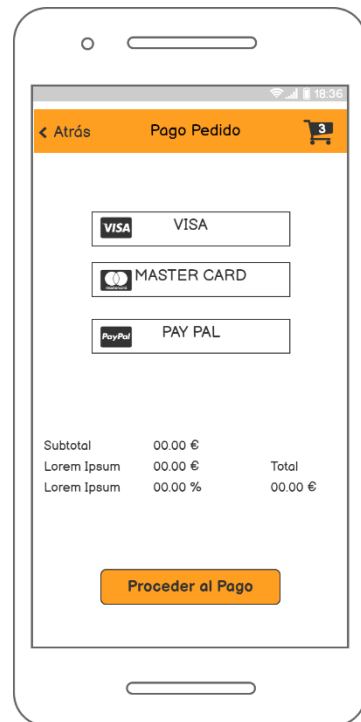 18:36
< Atrás Pago Pedido 3
VISA VISA
MASTER CARD
PayPal PAY PAL
Subtotal 00.00 €
Lorem Ipsum 00.00 € Total
Lorem Ipsum 00.00 % 00.00 €
Proceder al Pago